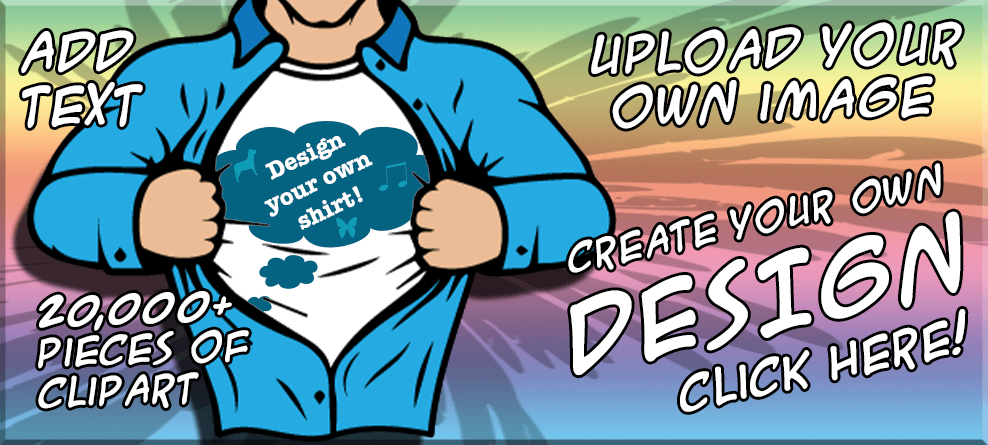 ADD
TEXT
UPLOAD YOUR
OWN IMAGE
Design
your own
shirt!
CREATE YOUR OWN
DESIGN
CLICK HERE!
20,000+
PIECES OF
CLIPART